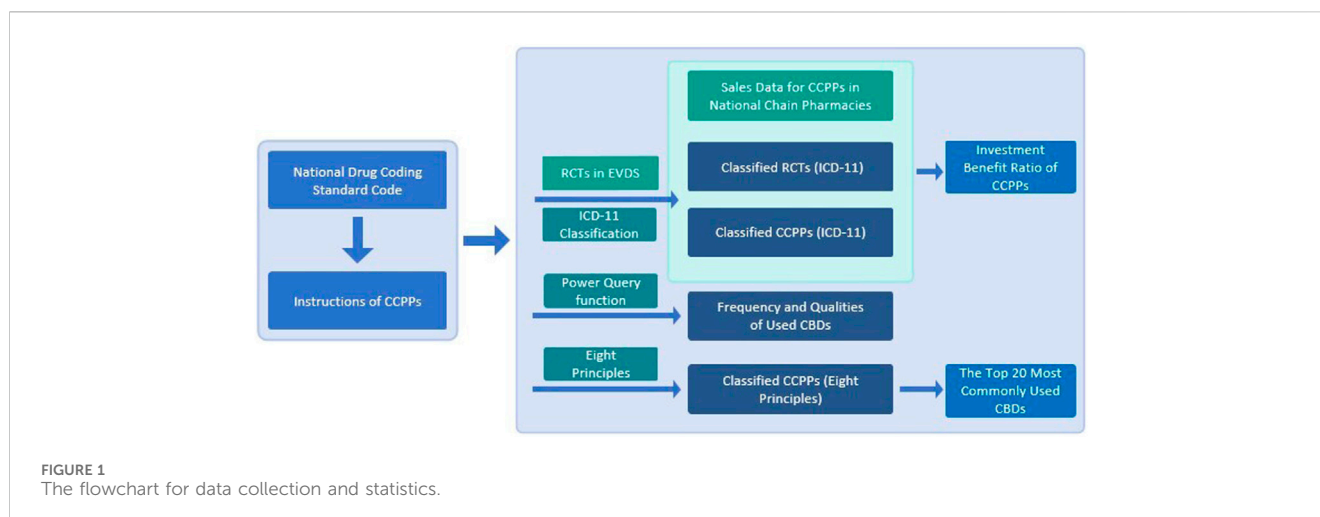 National Drug Coding
Standard Code
Instructions of CCPPs
RCTs in EVDS
ICD-11
Classification
Power Query
function
Eight
Principles
Sales Data for CCPPs in
National Chain Pharmacies
Classified RCTs (ICD-11)
Classified CCPPs (ICD-11)
Frequency and Qualities
of Used CBDs
Classified CCPPs (Eight
Principles)
Investment
Benefit Ratio of
CCPPs
The Top 20 Most
Commonly Used
CBDs
FIGURE 1
The flowchart for data collection and statistics.